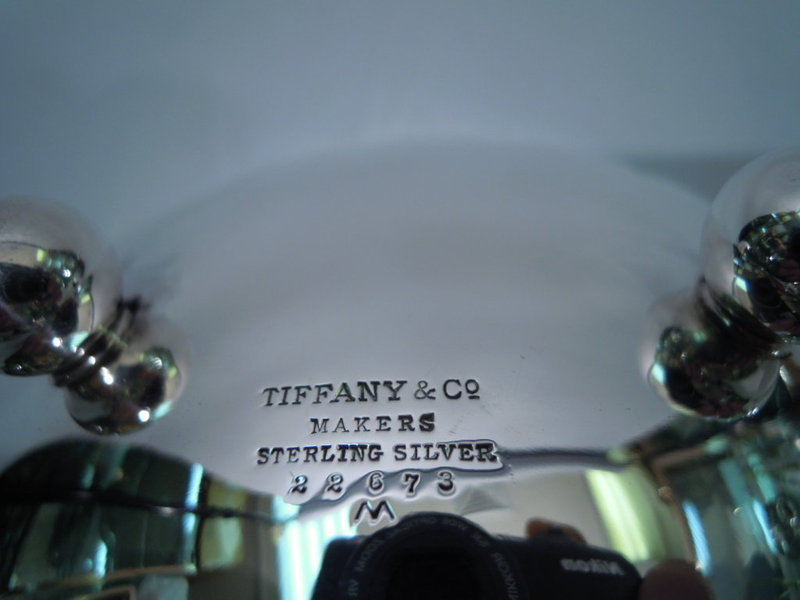 TIFFANY & Co
MAKERS
STERLING SILVER
22673
M